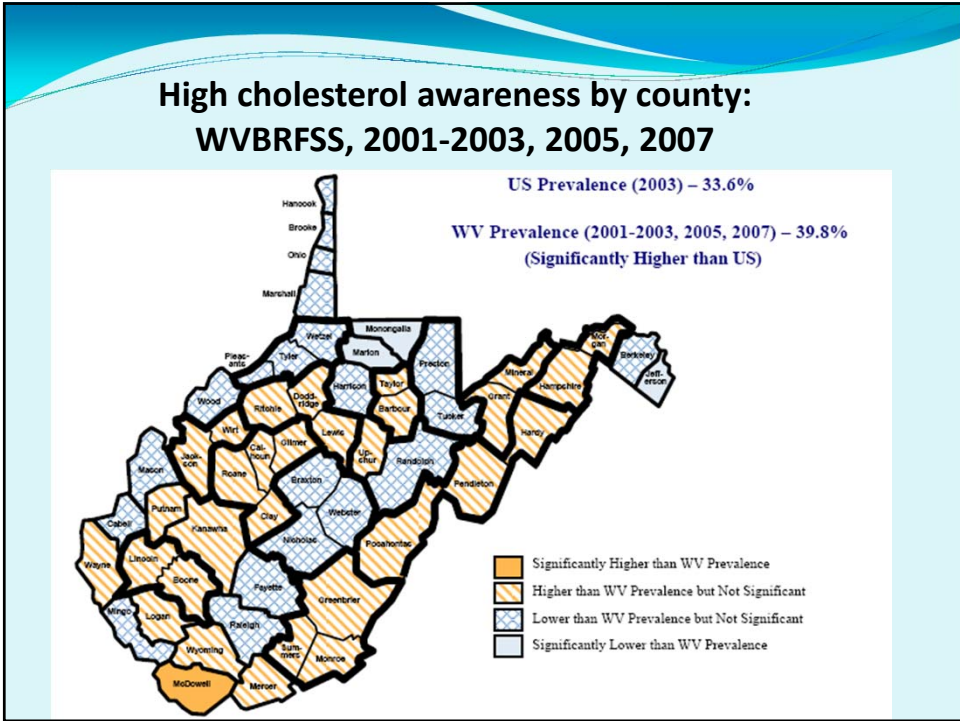 High cholesterol awareness by county:
WVBRFSS, 2001-2003, 2005, 2007
US Prevalence (2003) – 33.6%
WV Prevalence (2001-2003, 2005, 2007) – 39.8%
(Significantly Higher than US)
Hancock
Brooke
Ohio
Marshall
Wetzel
Monongalia
Marion
Pleas-
ants
Tyler
Preston
Mor-
gan
Berkeley
Jeff-
erson
Mineral
Hampshire
Wood
Ritchie
Dodd-
ridge
Harrison
Taylor
Barbour
Tucker
Grant
Hardy
Wirt
Cal-
houn
Gilmer
Lewis
Up-
shur
Randolph
Mason
Jack-
son
Roane
Braxton
Webster
Pendleton
Putnam
Cabell
Kanawha
Clay
Nicholas
Pocahontas
Wayne
Lincoln
Boone
Fayette
Greenbrier
Mingo
Logan
Raleigh
Wyoming
Sum-
mers
Monroe
McDowell
Mercer
Significantly Higher than WV Prevalence
Higher than WV Prevalence but Not Significant
Lower than WV Prevalence but Not Significant
Significantly Lower than WV Prevalence